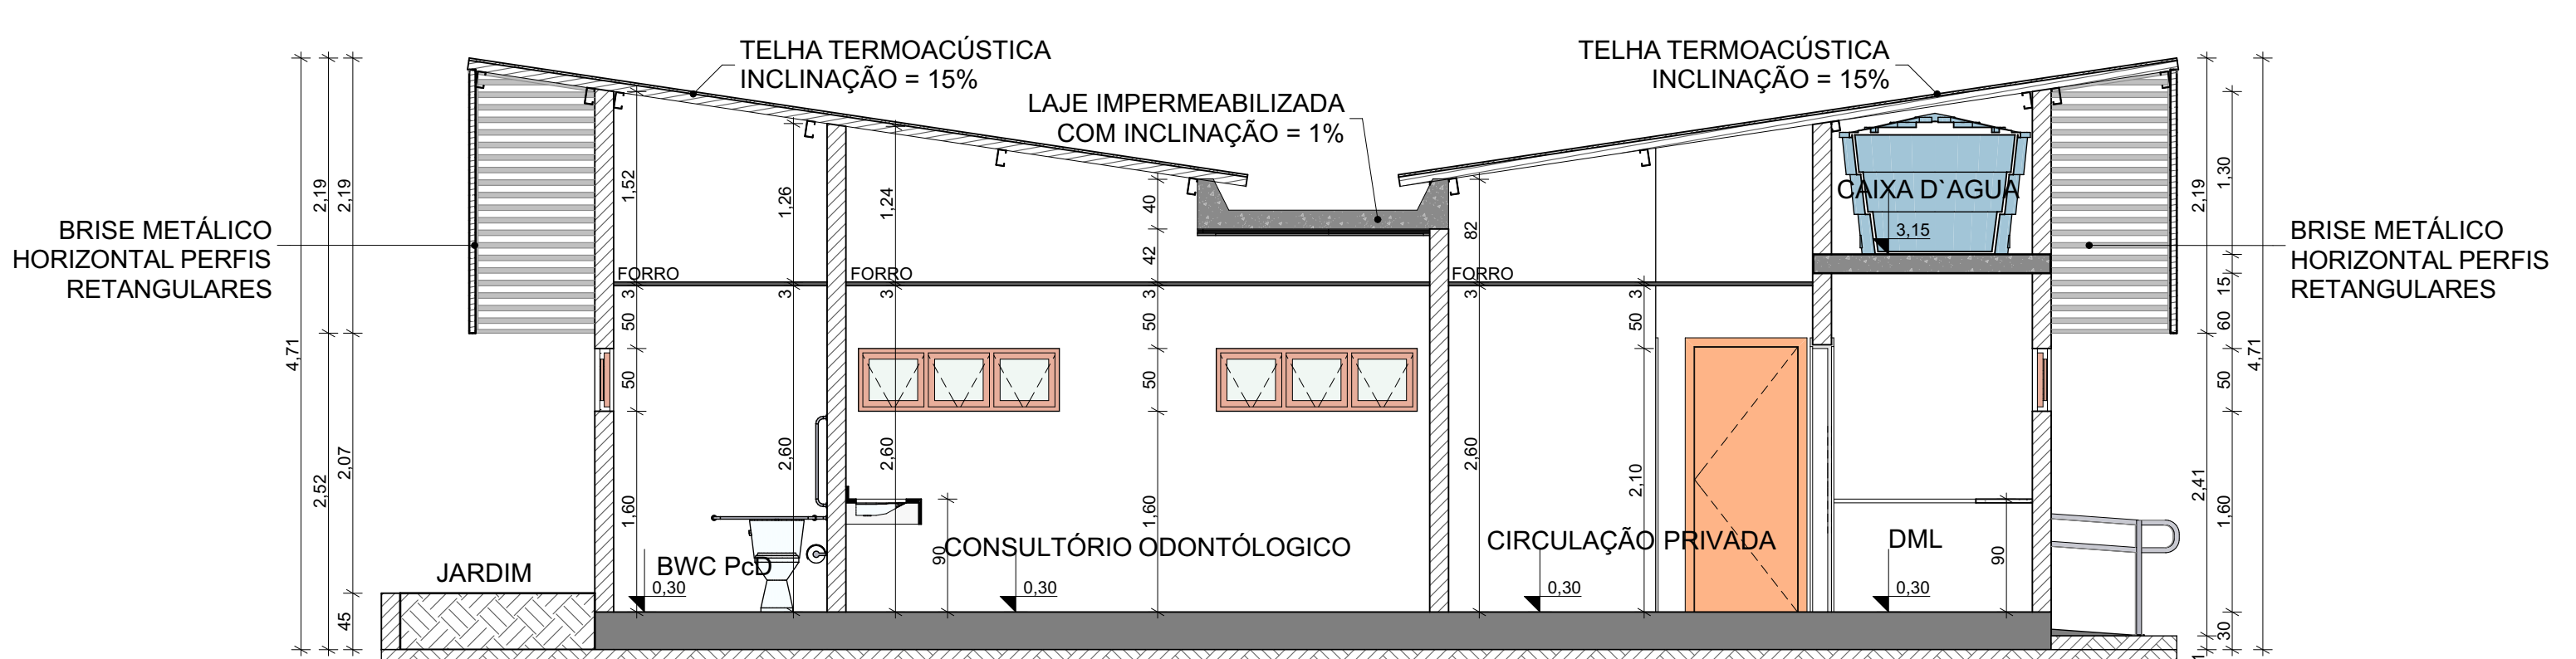 TELHA TERMOACÚSTICA
INCLINAÇÃO = 15%
TELHA TERMOACÚSTICA
INCLINAÇÃO = 15%
LAJE IMPERMEABILIZADA
COM INCLINAÇÃO = 1%
BRISE METÁLICO
HORIZONTAL PERFIS
RETANGULARES
BRISE METÁLICO
HORIZONTAL PERFIS
RETANGULARES
CAIXA D`AGUA
3,15
FORRO
FORRO
FORRO
4,71
2,19
2,52
2,19
2,07
45
1,52
3
50
50
1,60
1,26
3
2,60
1,24
3
2,60
90
40
42
3
50
50
1,60
82
3
2,60
3
50
2,10
90
2,19
2,41
1,30
15
60
50
1,60
30
4,71
JARDIM
BWC PcD
0,30
CONSULTÓRIO ODONTÓLOGICO
0,30
CIRCULAÇÃO PRIVADA
0,30
DML
0,30